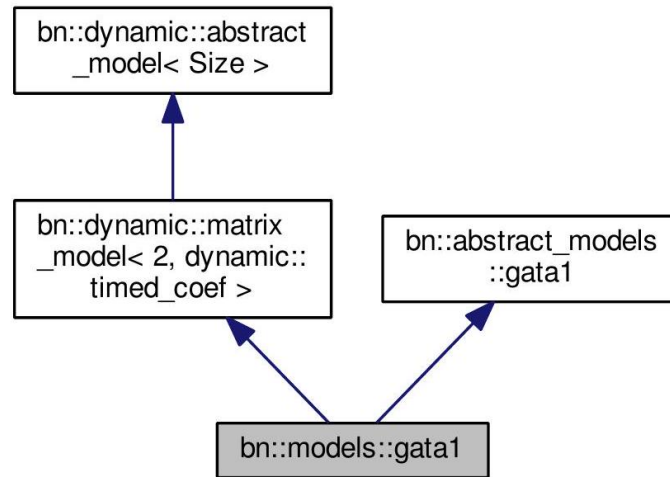 bn::dynamic::abstract
_model< Size >
bn::dynamic::matrix
_model< 2, dynamic::
timed_coef >
bn::abstract_models
::gata1
bn::models::gata1